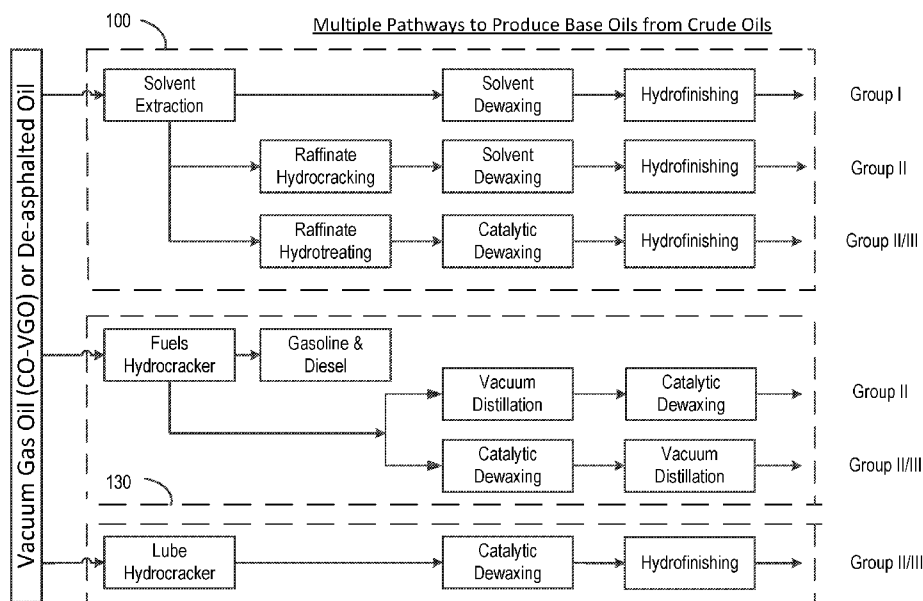 100
Multiple Pathways to Produce Base Oils from Crude Oils
Vacuum Gas Oil (CO-VGO) or De-asphalted Oil
Solvent
Extraction
Solvent
Dewaxing
Hydrofinishing
Group I
Raffinate
Hydrocracking
Solvent
Dewaxing
Hydrofinishing
Group II
Raffinate
Hydrotreating
Catalytic
Dewaxing
Hydrofinishing
Group II/III
Fuels
Hydrocracker
Gasoline &
Diesel
Vacuum
Distillation
Catalytic
Dewaxing
Group II
Catalytic
Dewaxing
Vacuum
Distillation
Group II/III
130
Lube
Hydrocracker
Catalytic
Dewaxing
Hydrofinishing
Group II/III